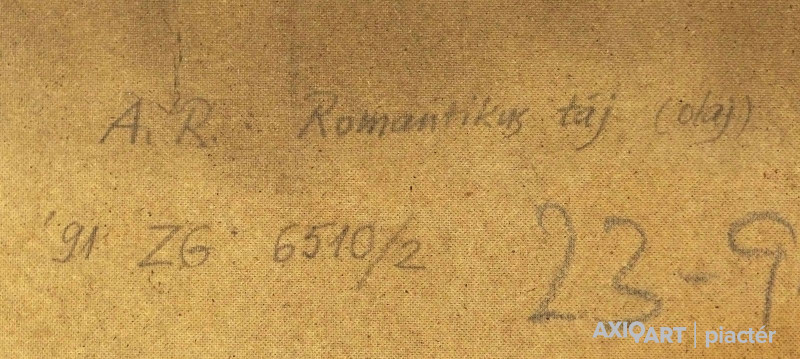 A. R. Romantikus táj (olaj)
'91 ZG 6510/2
23-9
AXIOART | piactér